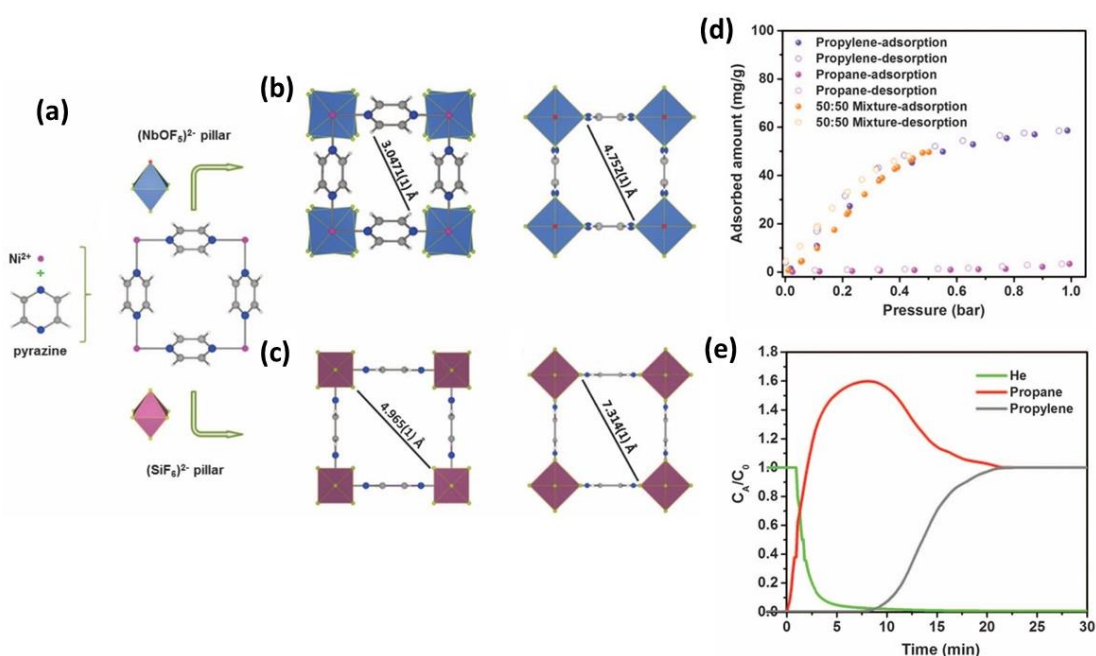 (a)
(NbOF₅)²⁻ pillar
Ni²⁺
+
pyrazine
(SiF₆)²⁻ pillar
(b)
3.0471(1) Å
4.752(1) Å
(c)
4.965(1) Å
7.314(1) Å
(d)
Propylene-adsorption
Propylene-desorption
Propane-adsorption
Propane-desorption
50:50 Mixture-adsorption
50:50 Mixture-desorption
Adsorbed amount (mg/g)
100
80
60
40
20
0
0.0 0.2 0.4 0.6 0.8 1.0
Pressure (bar)
(e)
He
Propane
Propylene
C_A/C₀
1.8
1.6
1.4
1.2
1.0
0.8
0.6
0.4
0.2
0.0
0 5 10 15 20 25 30
Time (min)